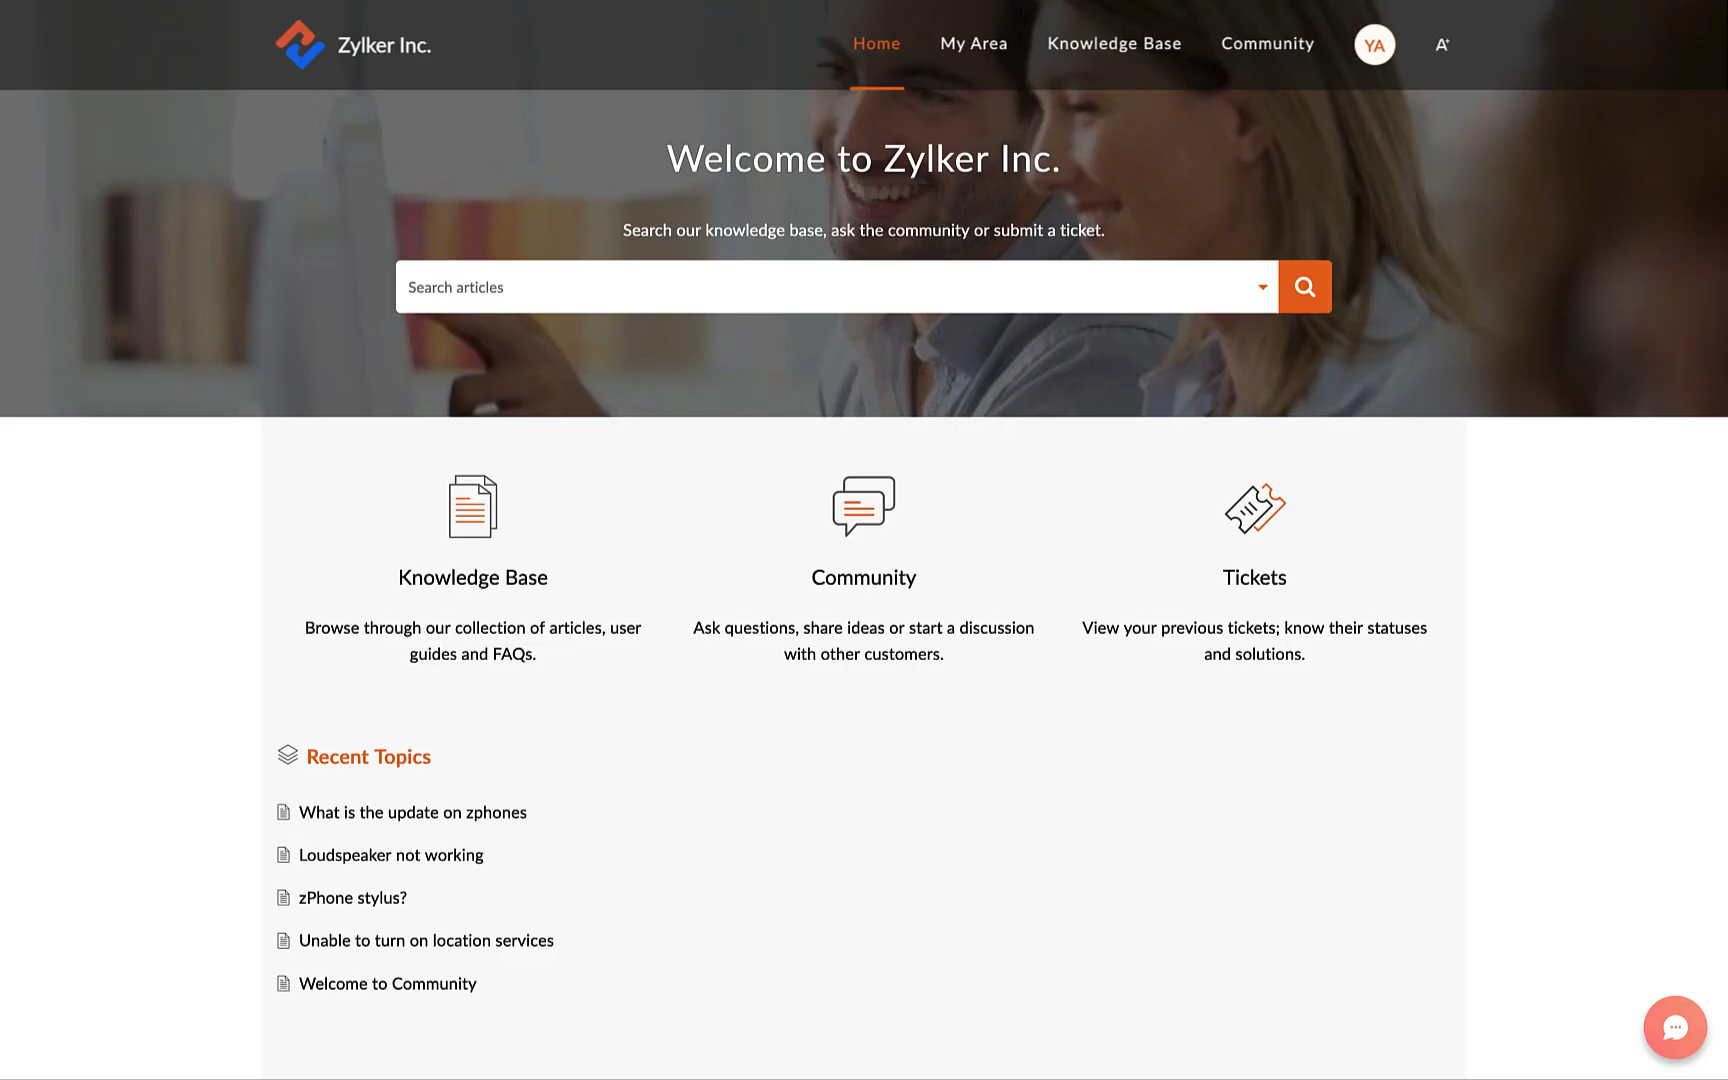 Zylker Inc.
Home
My Area
Knowledge Base
Community
YA
A+
Welcome to Zylker Inc.
Search our knowledge base, ask the community or submit a ticket.
Search articles
Knowledge Base
Browse through our collection of articles, user
guides and FAQs.
Community
Ask questions, share ideas or start a discussion
with other customers.
Tickets
View your previous tickets; know their statuses
and solutions.
Recent Topics
What is the update on zphones
Loudspeaker not working
zPhone stylus?
Unable to turn on location services
Welcome to Community